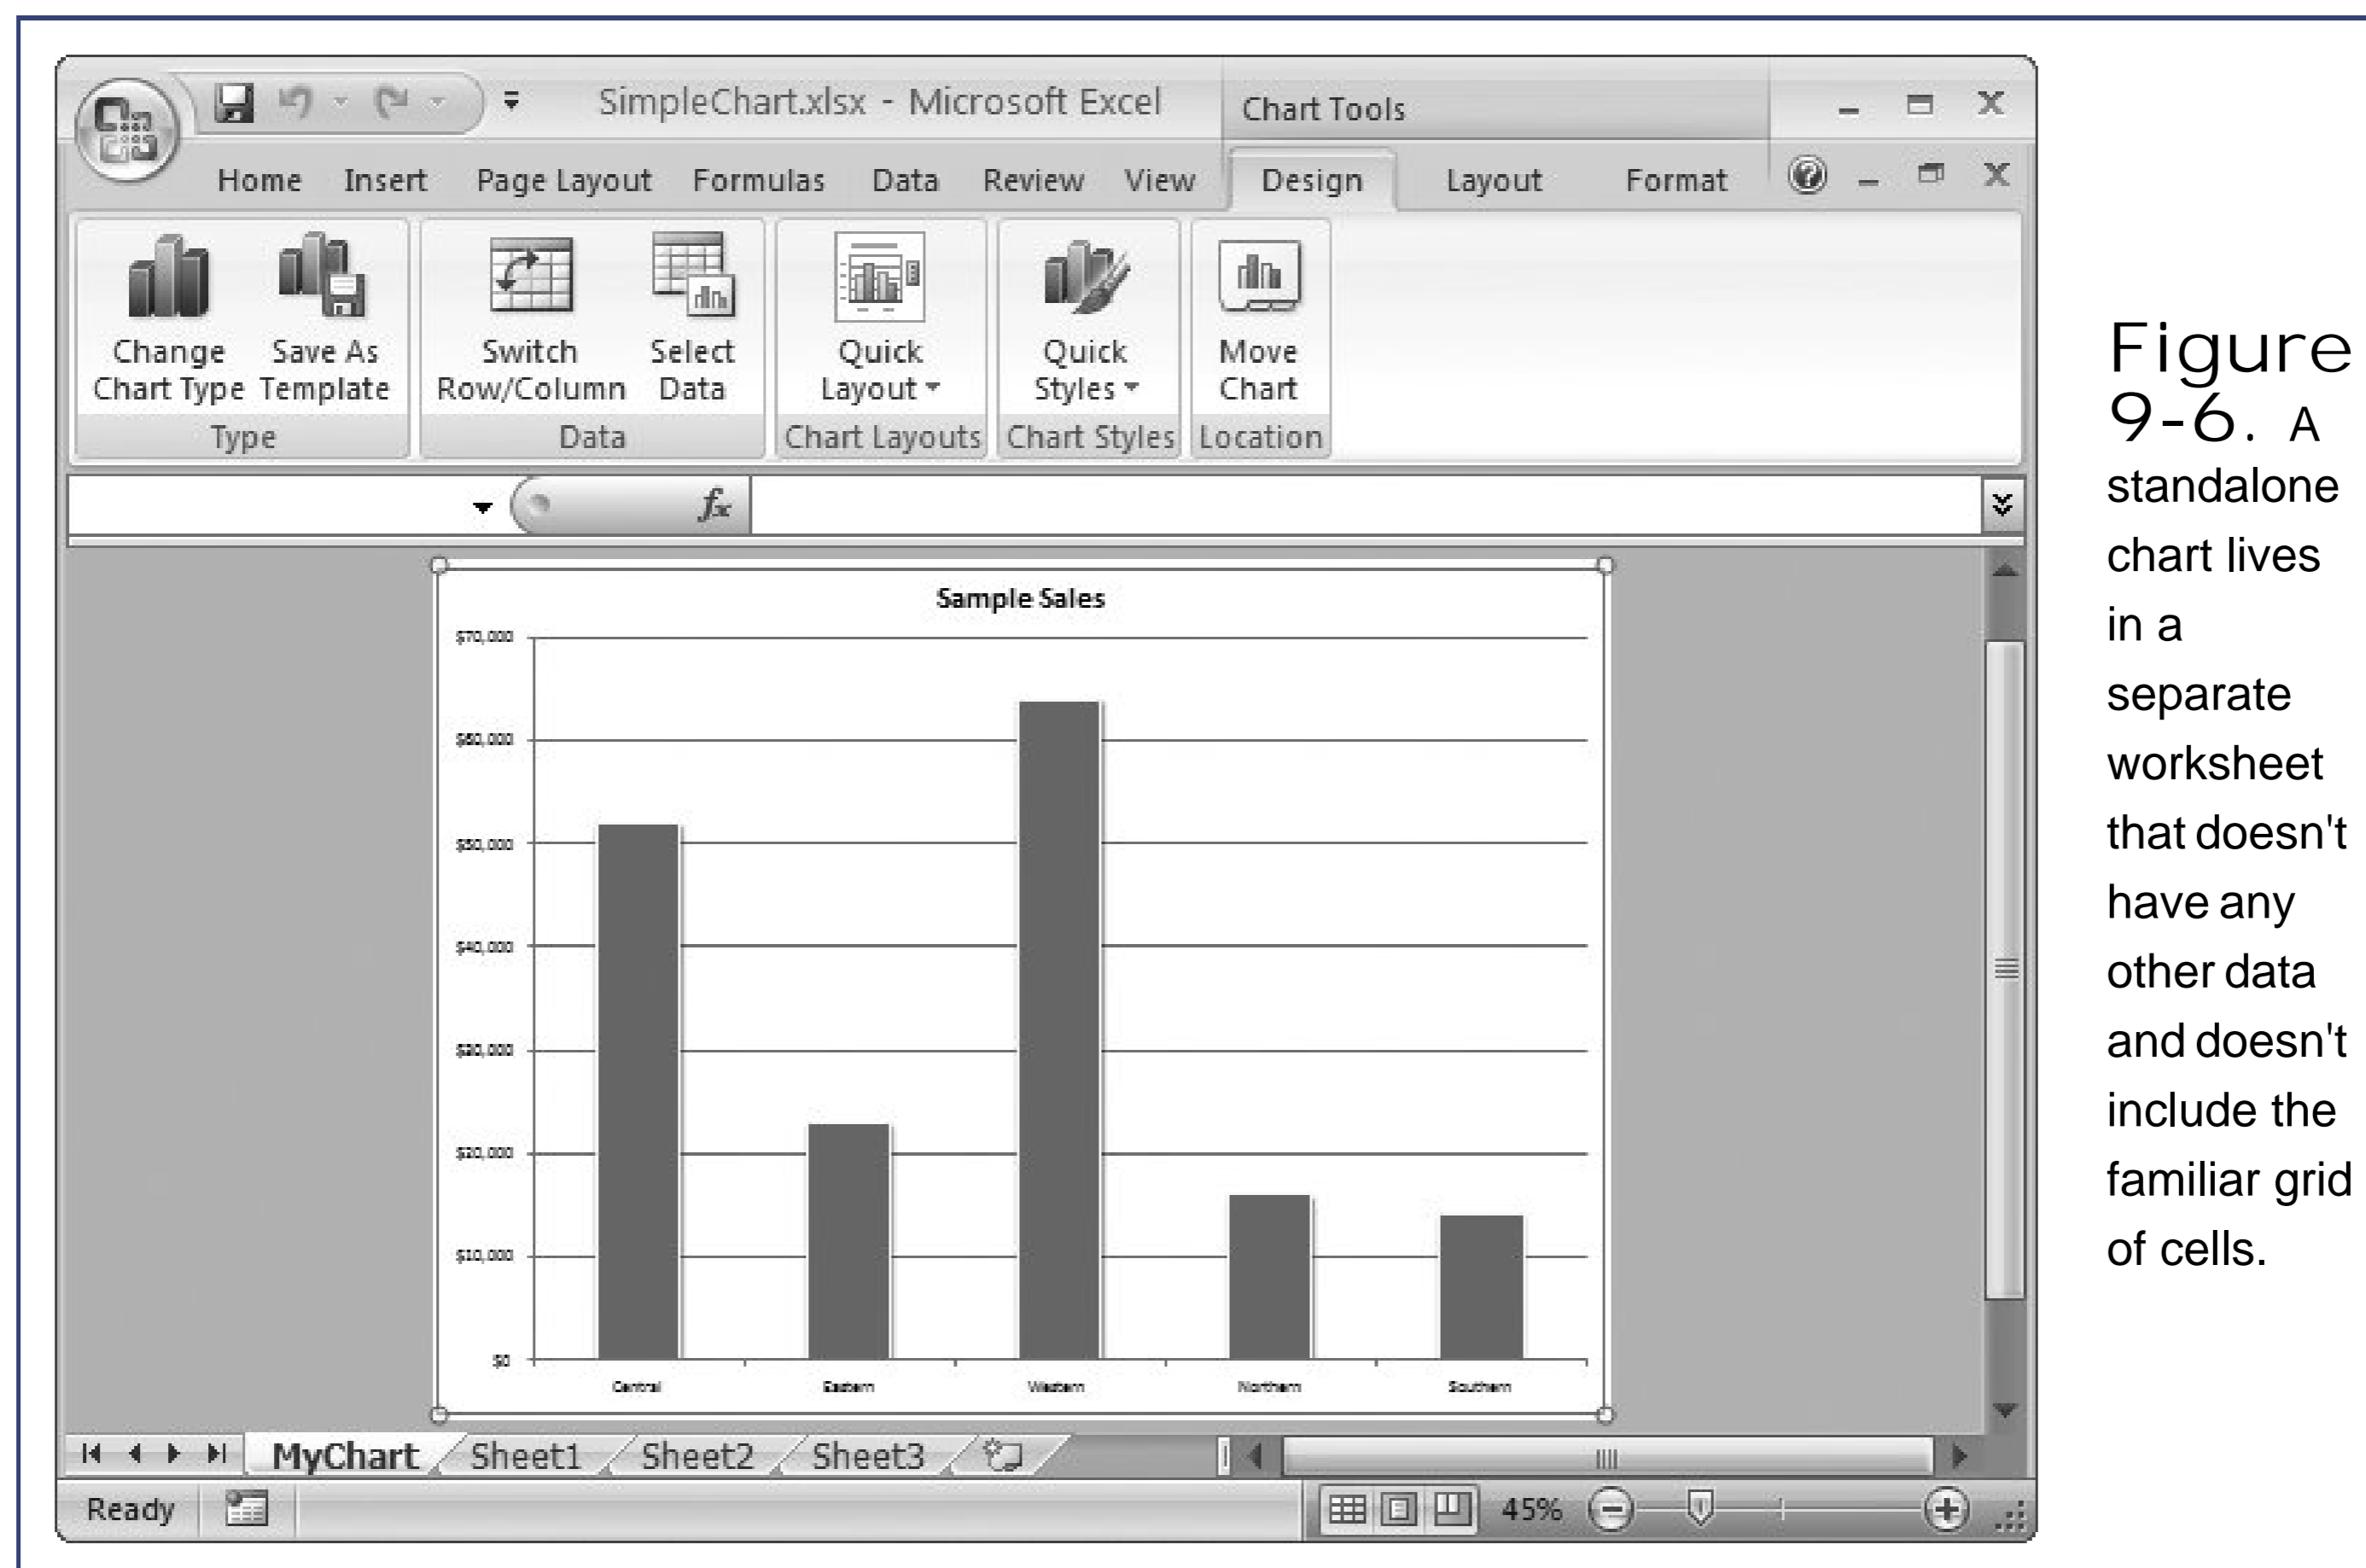 SimpleChart.xlsx - Microsoft Excel
Chart Tools
Home Insert Page Layout Formulas Data Review View Design Layout Format
Change Chart Type
Save As Template
Switch Row/Column
Select Data
Quick Layout
Quick Styles
Move Chart
Type Data Chart Layouts Chart Styles Location
fx
Sample Sales
$70,000
$60,000
$50,000
$40,000
$30,000
$20,000
$10,000
$0
Central Eastern Western Northern Southern
MyChart Sheet1 Sheet2 Sheet3
Ready 45%
Figure
9-6. A
standalone
chart lives
in a
separate
worksheet
that doesn't
have any
other data
and doesn't
include the
familiar grid
of cells.